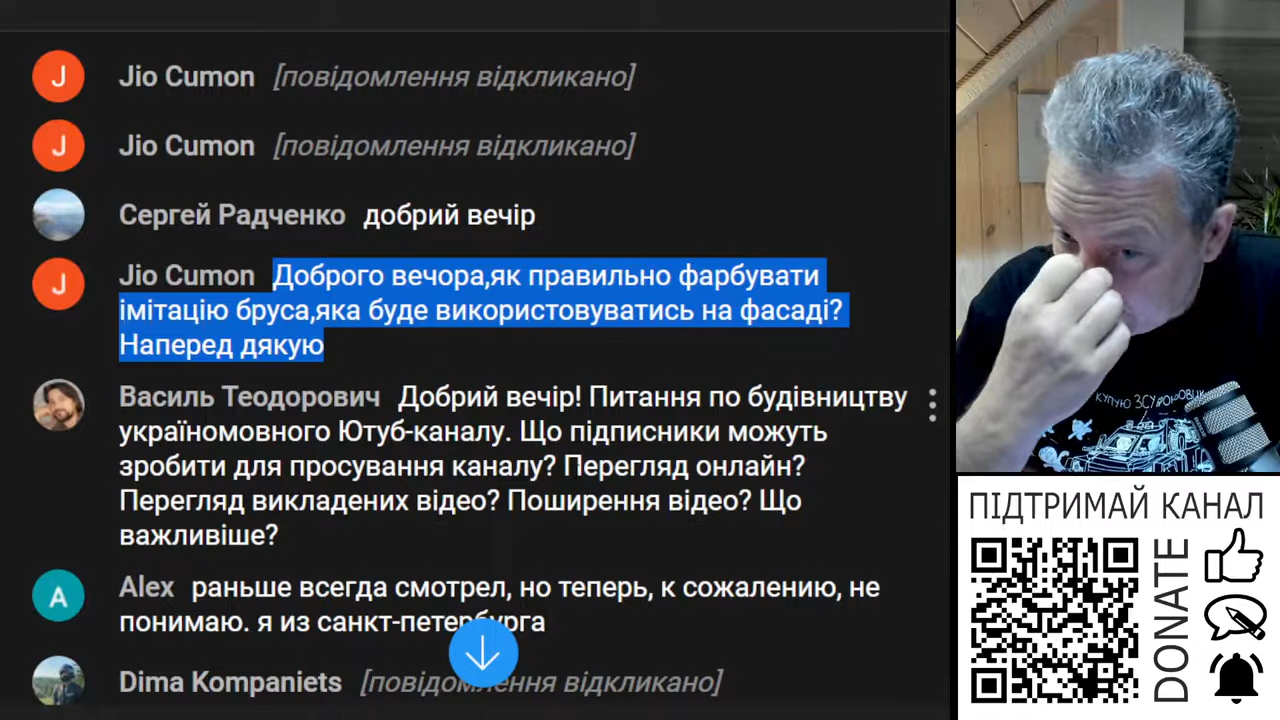 Jio Cumon [повідомлення відкликано]
Jio Cumon [повідомлення відкликано]
Сергей Радченко добрий вечір
Jio Cumon Доброго вечора,як правильно фарбувати
імітацію бруса,яка буде використовуватись на фасаді?
Наперед дякую
Василь Теодорович Добрий вечір! Питання по будівництву
україномовного Ютуб-каналу. Що підписники можуть
зробити для просування каналу? Перегляд онлайн?
Перегляд викладених відео? Поширення відео? Що
важливіше?
Alex раньше всегда смотрел, но теперь, к сожалению, не
понимаю. я из санкт-петербурга
Dima Kompaniets [повідомлення відкликано]
J
J
J
A
КУПУЮ ЗСУ
ПІДТРИМАЙ КАНАЛ
DONATE